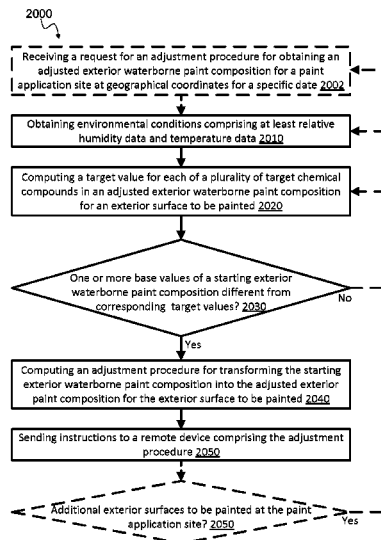 2000
Receiving a request for an adjustment procedure for obtaining
an adjusted exterior waterborne paint composition for a paint
application site at geographical coordinates for a specific date 2002
Obtaining environmental conditions comprising at least relative
humidity data and temperature data 2010
Computing a target value for each of a plurality of target chemical
compounds in an adjusted exterior waterborne paint composition
for an exterior surface to be painted 2020
One or more base values of a starting exterior
waterborne paint composition different from
corresponding target values? 2030
No
Yes
Computing an adjustment procedure for transforming the starting
exterior waterborne paint composition into the adjusted exterior
paint composition for the exterior surface to be painted 2040
Sending instructions to a remote device comprising the adjustment
procedure 2050
Additional exterior surfaces to be painted at the paint
application site? 2050
Yes